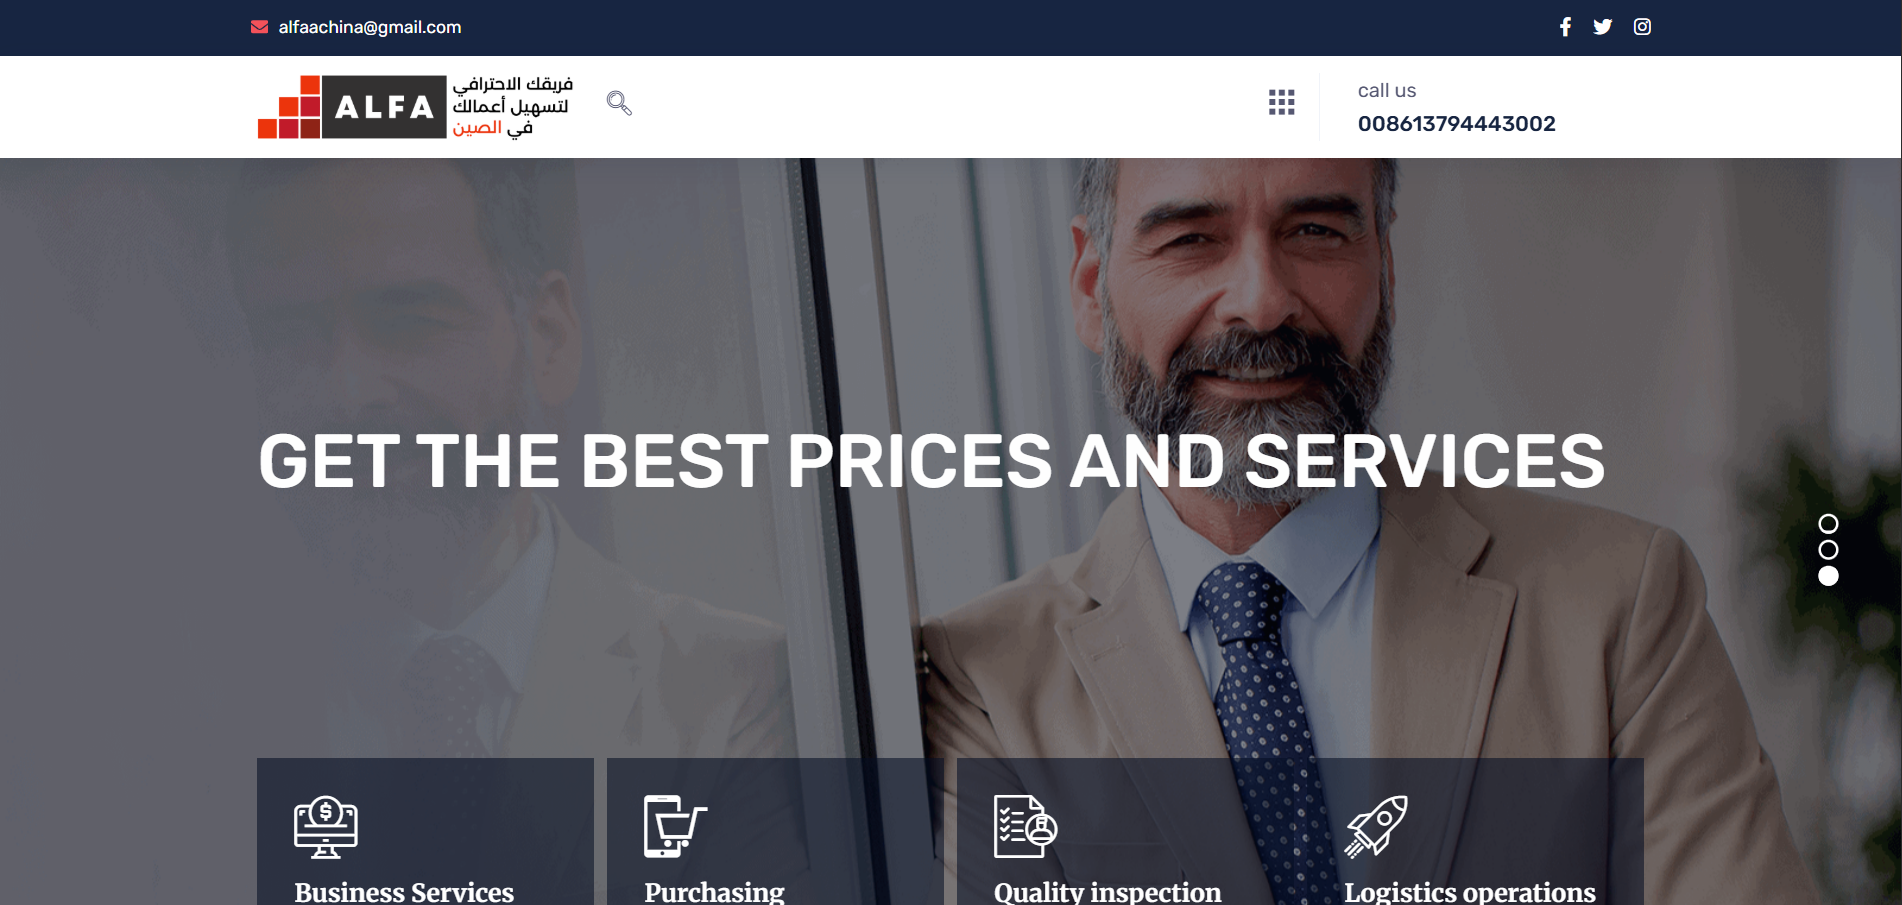 alfaachina@gmail.com
ALFA
فريقك الاحترافي
لتسهيل أعمالك
في الصين
call us
008613794443002
GET THE BEST PRICES AND SERVICES
Business Services
Purchasing
Quality inspection
Logistics operations